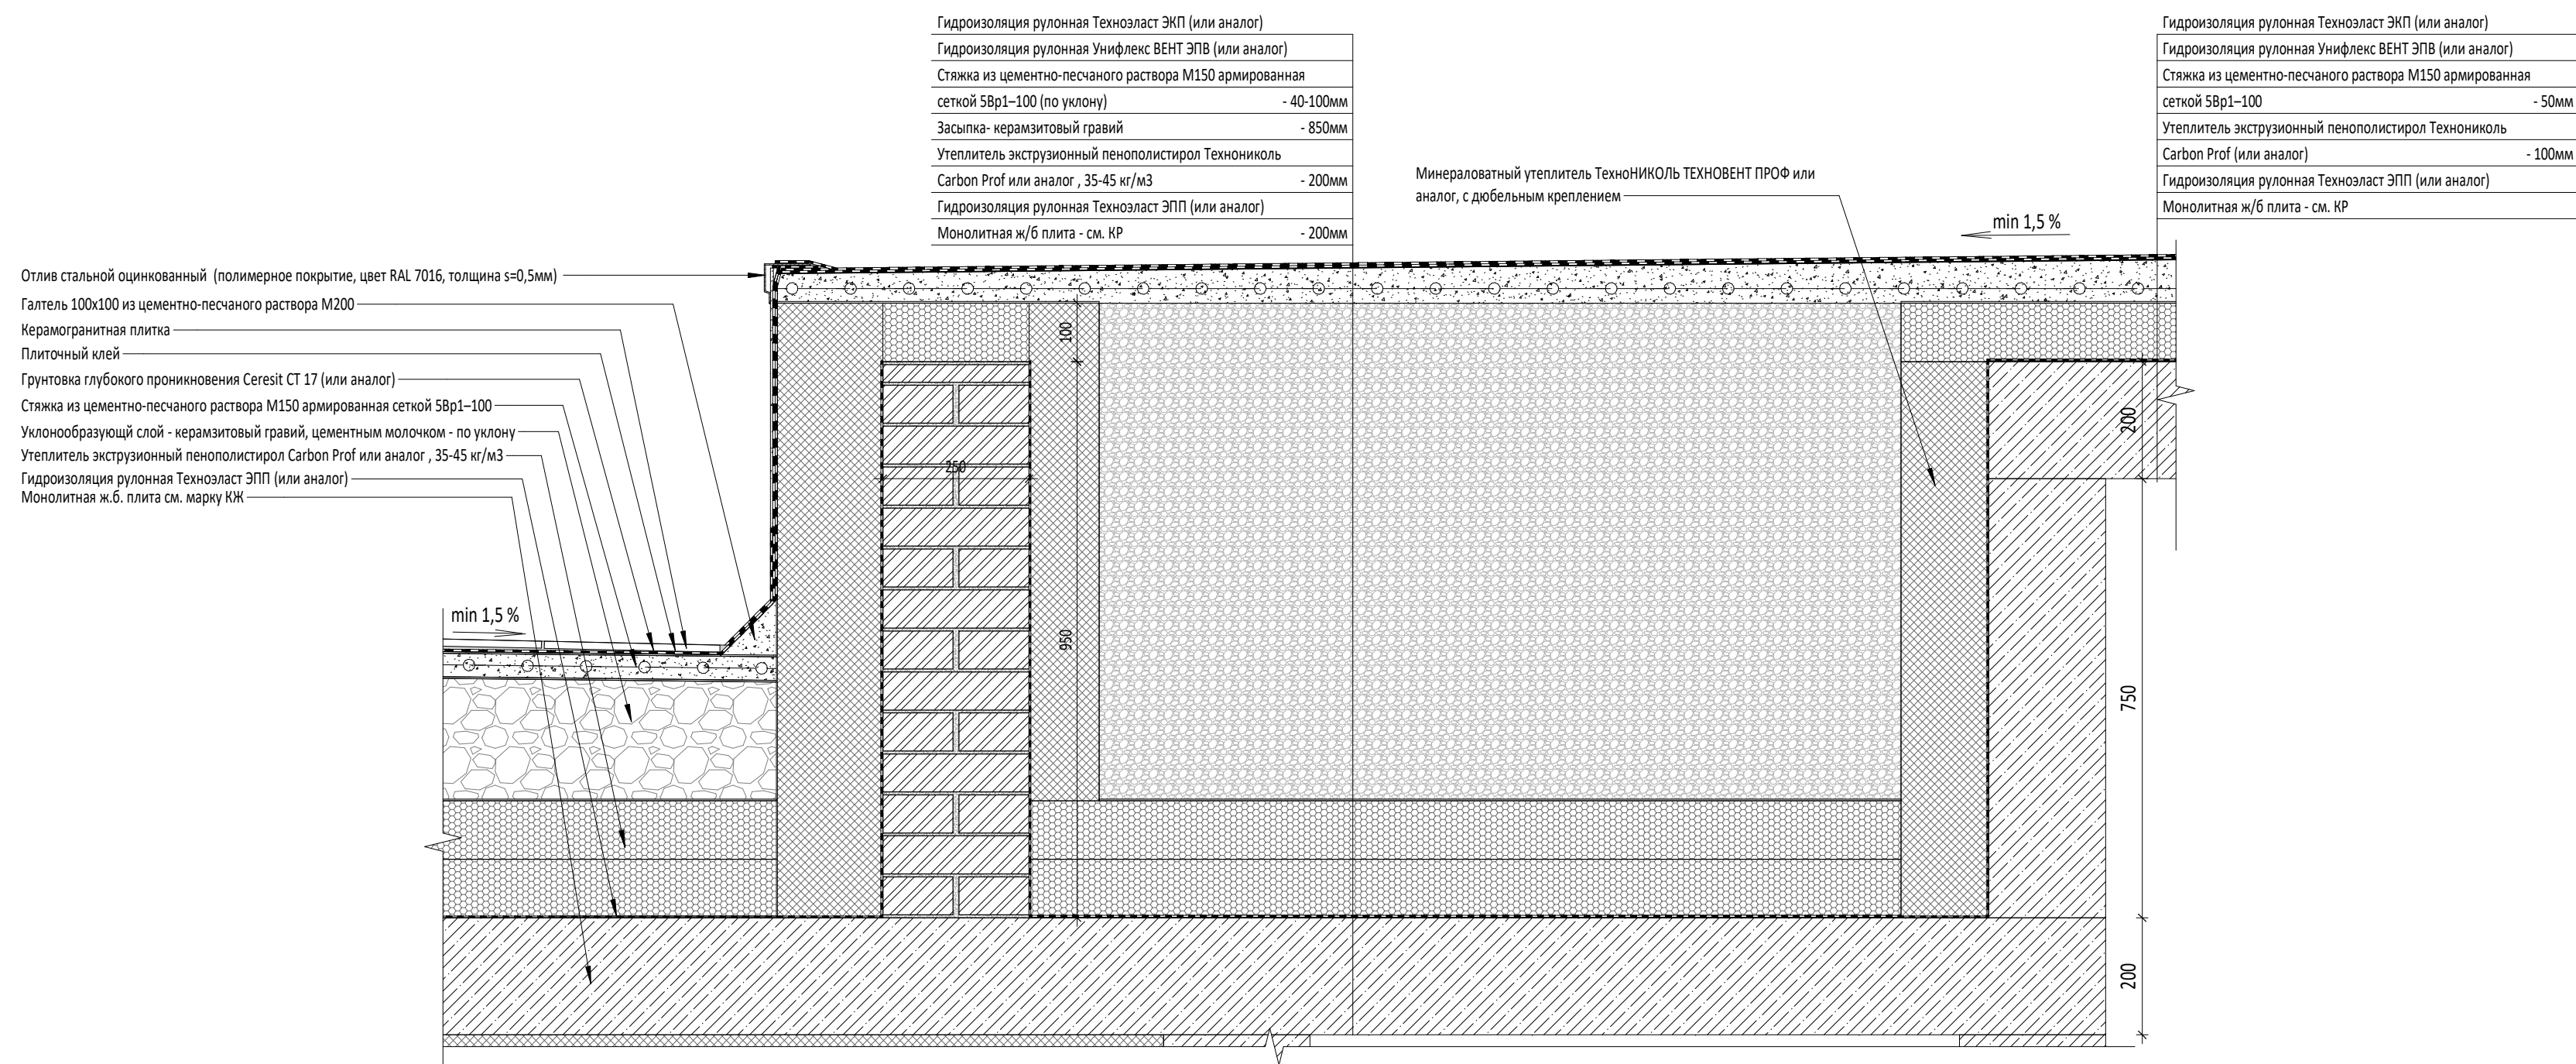 Гидроизоляция рулонная Техноэласт ЭКП (или аналог)
Гидроизоляция рулонная Унифлекс ВЕНТ ЭПВ (или аналог)
Стяжка из цементно-песчаного раствора М150 армированная
сеткой 5Вр1–100 (по уклону) - 40-100мм
Засыпка- керамзитовый гравий - 850мм
Утеплитель экструзионный пенополистирол Технониколь
Carbon Prof или аналог , 35-45 кг/м3 - 200мм
Гидроизоляция рулонная Техноэласт ЭПП (или аналог)
Монолитная ж/б плита - см. КР - 200мм
Гидроизоляция рулонная Техноэласт ЭКП (или аналог)
Гидроизоляция рулонная Унифлекс ВЕНТ ЭПВ (или аналог)
Стяжка из цементно-песчаного раствора М150 армированная
сеткой 5Вр1–100 - 50мм
Утеплитель экструзионный пенополистирол Технониколь
Carbon Prof (или аналог) - 100мм
Гидроизоляция рулонная Техноэласт ЭПП (или аналог)
Монолитная ж/б плита - см. КР
Минераловатный утеплитель ТехноНИКОЛЬ ТЕХНОВЕНТ ПРОФ или
аналог, с дюбельным креплением
min 1,5 %
Отлив стальной оцинкованный (полимерное покрытие, цвет RAL 7016, толщина s=0,5мм)
Галтель 100х100 из цементно-песчаного раствора М200
Керамогранитная плитка
Плиточный клей
Грунтовка глубокого проникновения Ceresit CT 17 (или аналог)
Стяжка из цементно-песчаного раствора М150 армированная сеткой 5Вр1–100
Уклонообразующй слой - керамзитовый гравий, цементным молочком - по уклону
Утеплитель экструзионный пенополистирол Carbon Prof или аналог , 35-45 кг/м3
Гидроизоляция рулонная Техноэласт ЭПП (или аналог)
Монолитная ж.б. плита см. марку КЖ
min 1,5 %
100
250
950
200
750
200